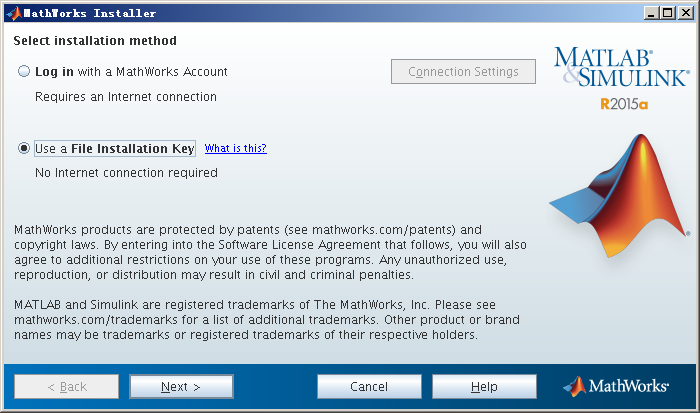 MathWorks Installer
Select installation method
Log in with a MathWorks Account
Connection Settings
Requires an Internet connection
Use a File Installation Key What is this?
No Internet connection required
MATLAB®
&SIMULINK®
R2015a
MathWorks products are protected by patents (see mathworks.com/patents) and
copyright laws. By entering into the Software License Agreement that follows, you will also
agree to additional restrictions on your use of these programs. Any unauthorized use,
reproduction, or distribution may result in civil and criminal penalties.
MATLAB and Simulink are registered trademarks of The MathWorks, Inc. Please see
mathworks.com/trademarks for a list of additional trademarks. Other product or brand
names may be trademarks or registered trademarks of their respective holders.
< Back Next > Cancel Help MathWorks®